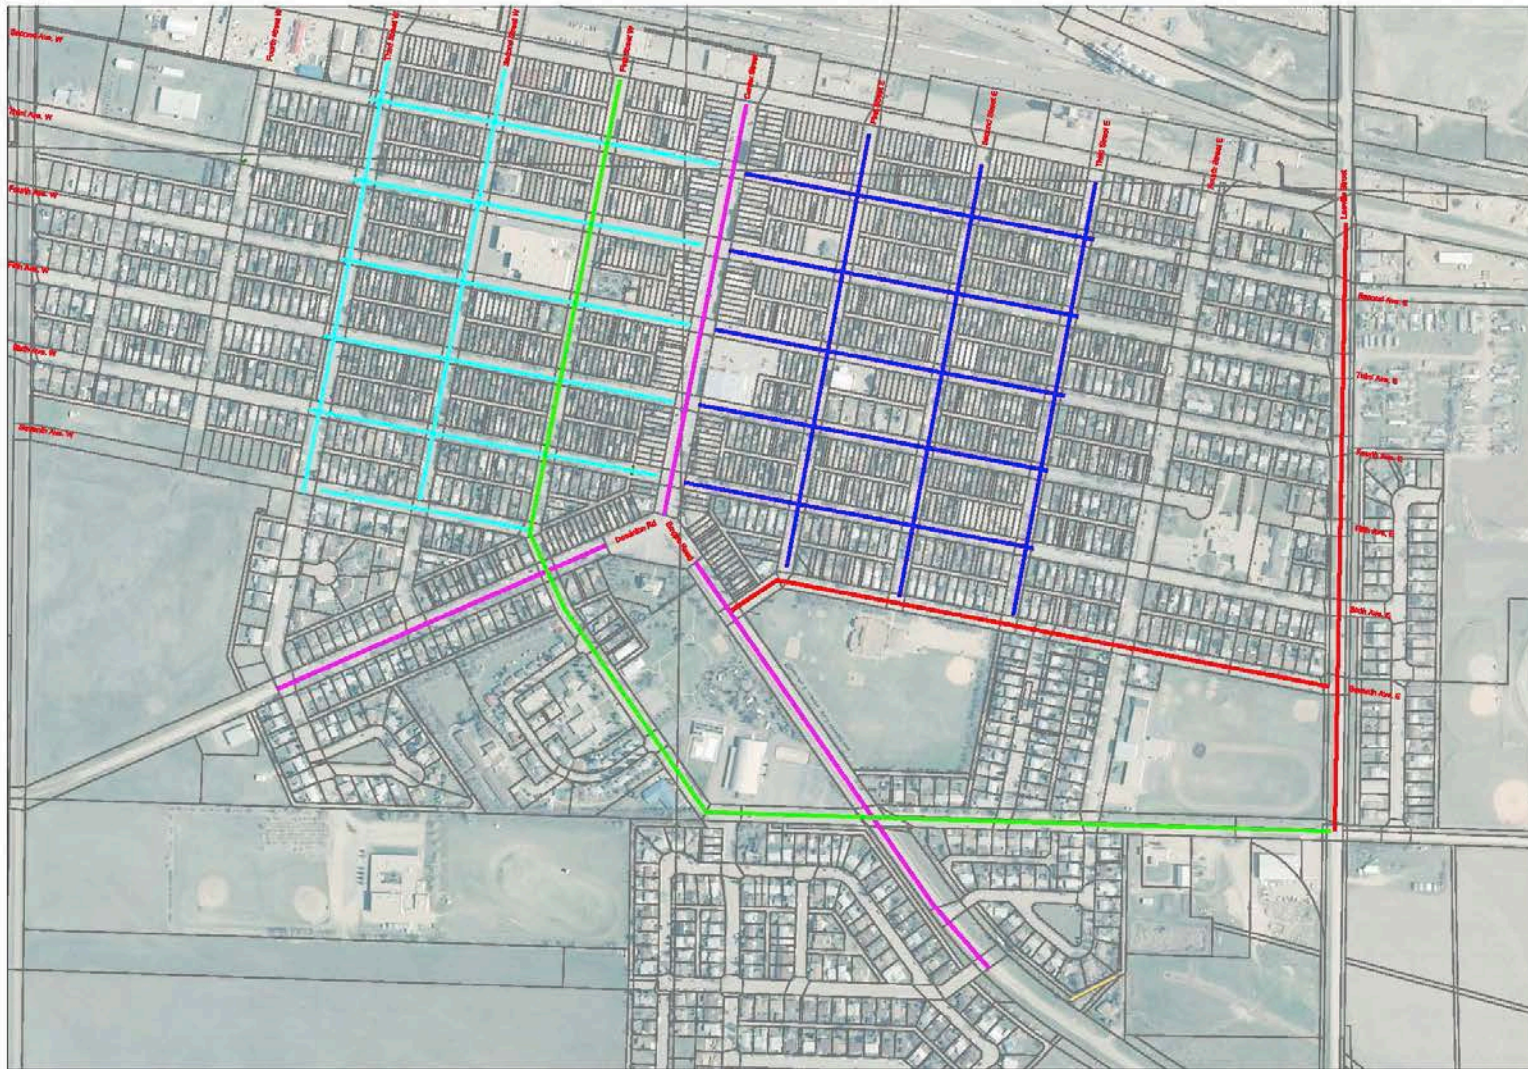 Second Ave. W
Third Ave. W
Fourth Ave. W
Fifth Ave. W
Sixth Ave. W
Seventh Ave. W
Fourth Street W
Third Street W
Second Street W
First Street W
Centre Street
First Street E
Second Street E
Third Street E
Fourth Street E
Dominion Rd
Street
Second Ave. E
Third Ave. E
Fourth Ave. E
Fifth Ave. E
Sixth Ave. E
Seventh Ave. E